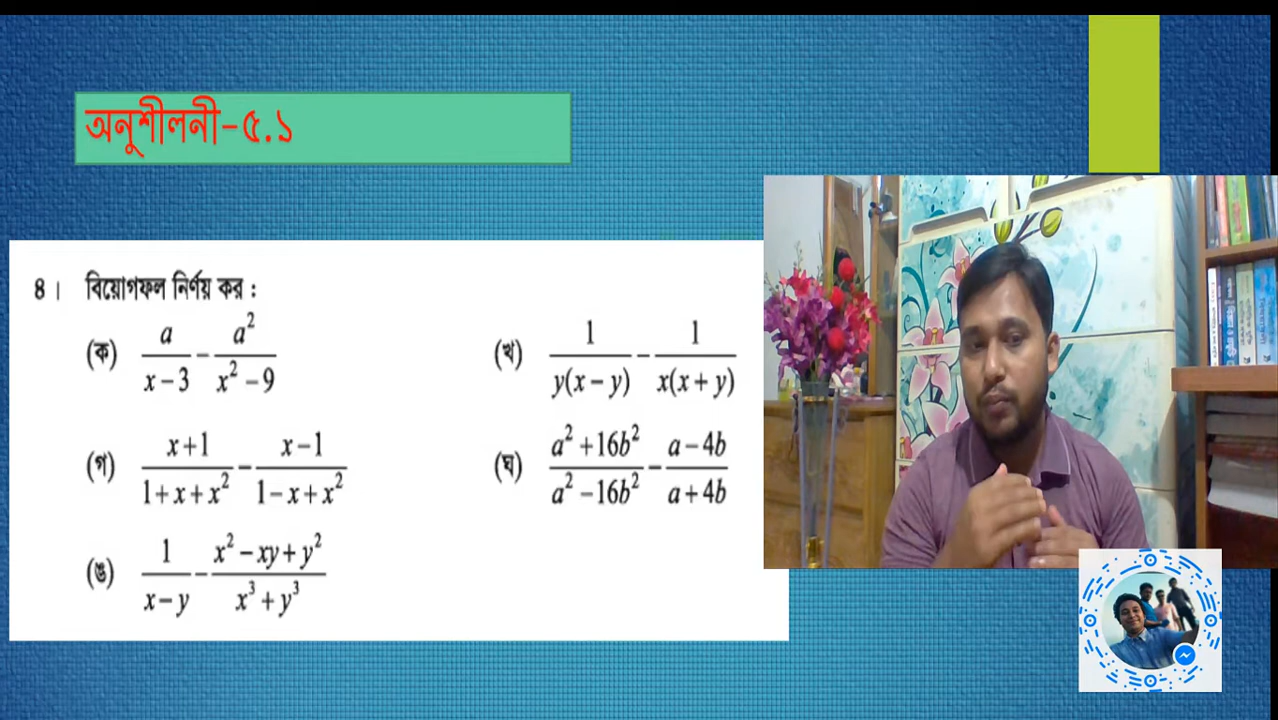 অনুশীলনী-৫.১
৪। বিয়োগফল নির্ণয় কর :
(ক) a/(x-3) - a²/(x²-9) (খ) 1/(y(x-y)) - 1/(x(x+y))
(গ) (x+1)/(1+x+x²) - (x-1)/(1-x+x²) (ঘ) (a²+16b²)/(a²-16b²) - (a-4b)/(a+4b)
(ঙ) 1/(x-y) - (x²-xy+y²)/(x³+y³)